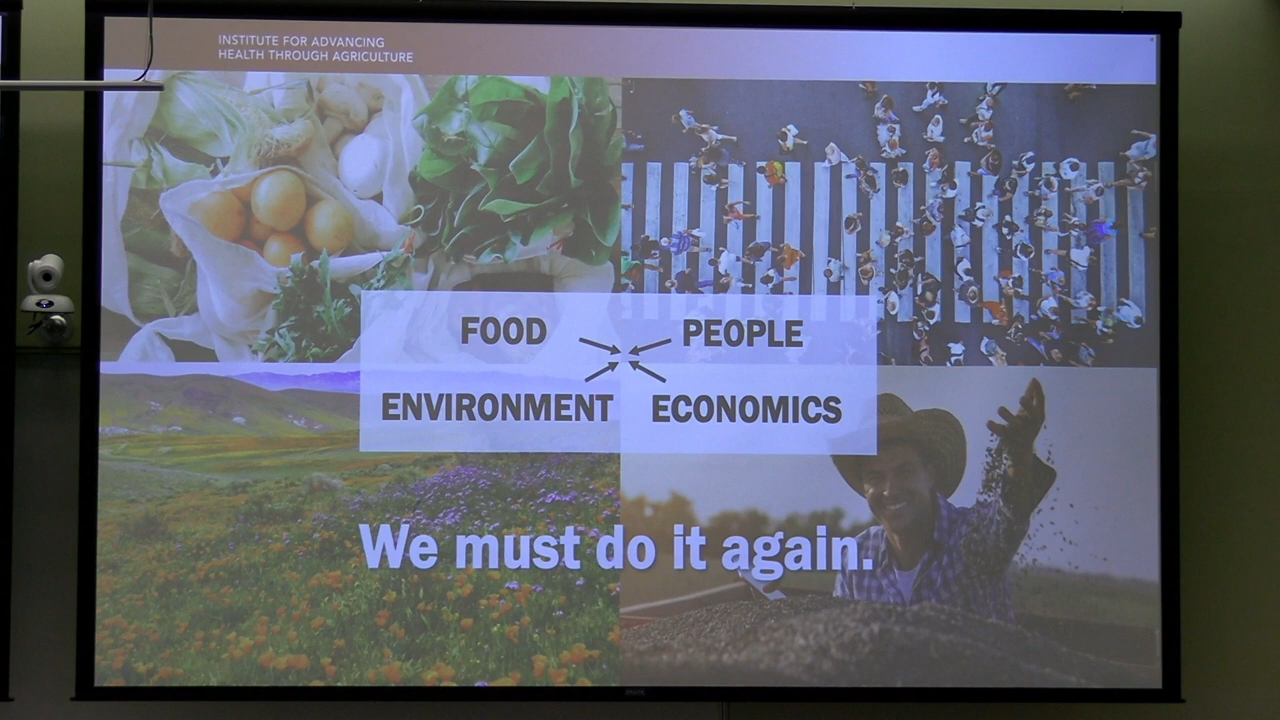 INSTITUTE FOR ADVANCING
HEALTH THROUGH AGRICULTURE
FOOD
PEOPLE
ENVIRONMENT
ECONOMICS
We must do it again.